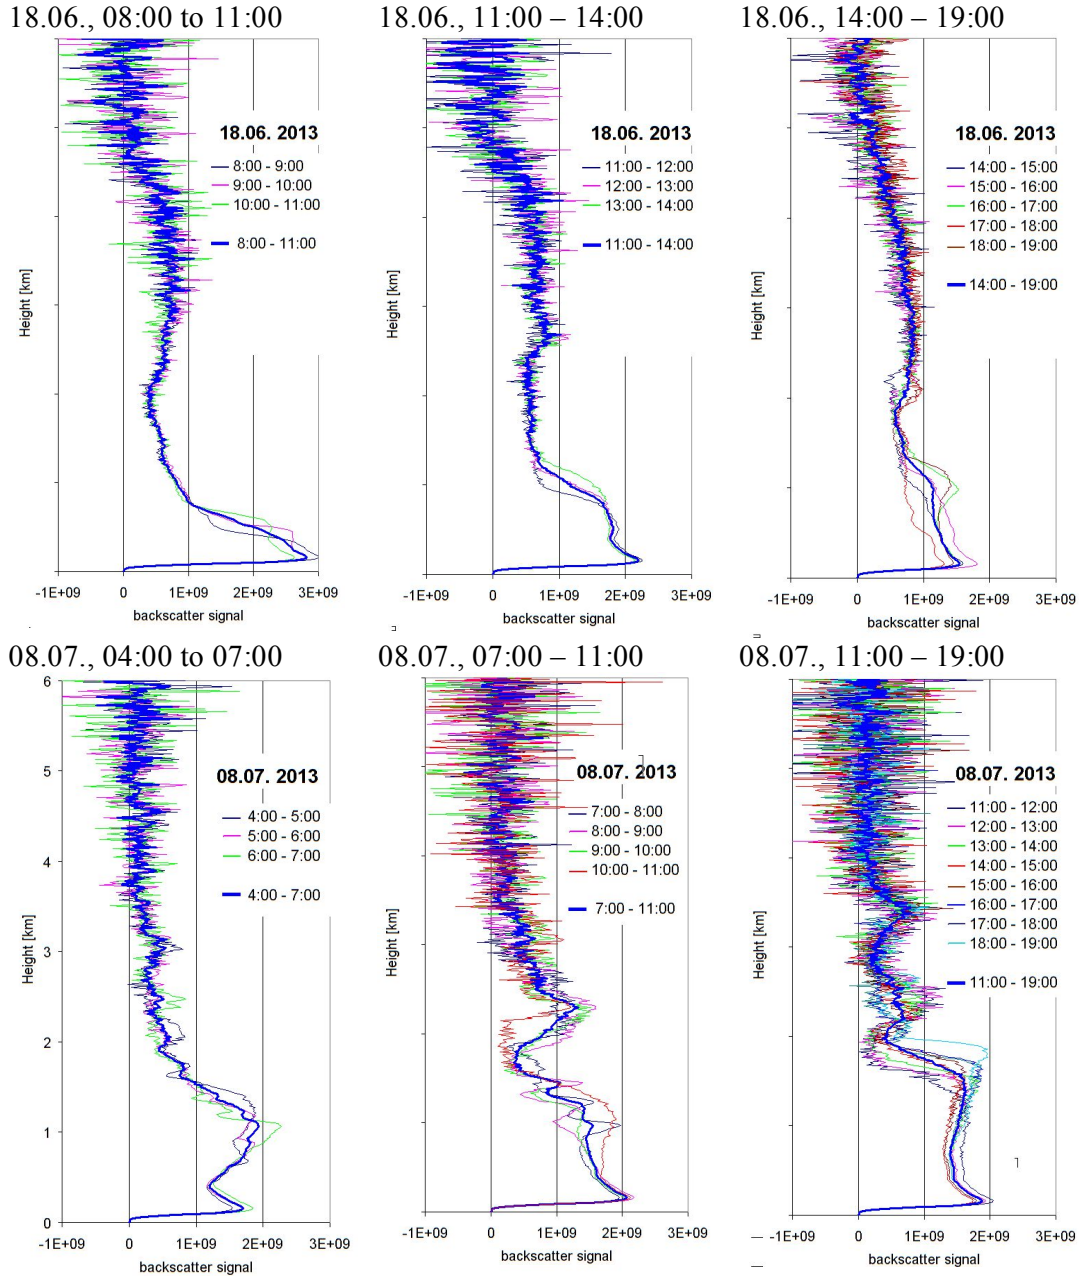 18.06., 08:00 to 11:00
18.06., 11:00 – 14:00
18.06., 14:00 – 19:00
18.06. 2013
8:00 - 9:00
9:00 - 10:00
10:00 - 11:00
8:00 - 11:00
Height [km]
-1E+09 0 1E+09 2E+09 3E+09
backscatter signal
18.06. 2013
11:00 - 12:00
12:00 - 13:00
13:00 - 14:00
11:00 - 14:00
Height [km]
-1E+09 0 1E+09 2E+09 3E+09
backscatter signal
18.06. 2013
14:00 - 15:00
15:00 - 16:00
16:00 - 17:00
17:00 - 18:00
18:00 - 19:00
14:00 - 19:00
Height [km]
-1E+09 0 1E+09 2E+09 3E+09
backscatter signal
08.07., 04:00 to 07:00
08.07., 07:00 – 11:00
08.07., 11:00 – 19:00
6
5
4
3
2
1
0
08.07. 2013
4:00 - 5:00
5:00 - 6:00
6:00 - 7:00
4:00 - 7:00
Height [km]
-1E+09 0 1E+09 2E+09 3E+09
backscatter signal
08.07. 2013
7:00 - 8:00
8:00 - 9:00
9:00 - 10:00
10:00 - 11:00
7:00 - 11:00
Height [km]
-1E+09 0 1E+09 2E+09 3E+09
backscatter signal
08.07. 2013
11:00 - 12:00
12:00 - 13:00
13:00 - 14:00
14:00 - 15:00
15:00 - 16:00
16:00 - 17:00
17:00 - 18:00
18:00 - 19:00
11:00 - 19:00
Height [km]
-1E+09 0 1E+09 2E+09 3E+09
backscatter signal